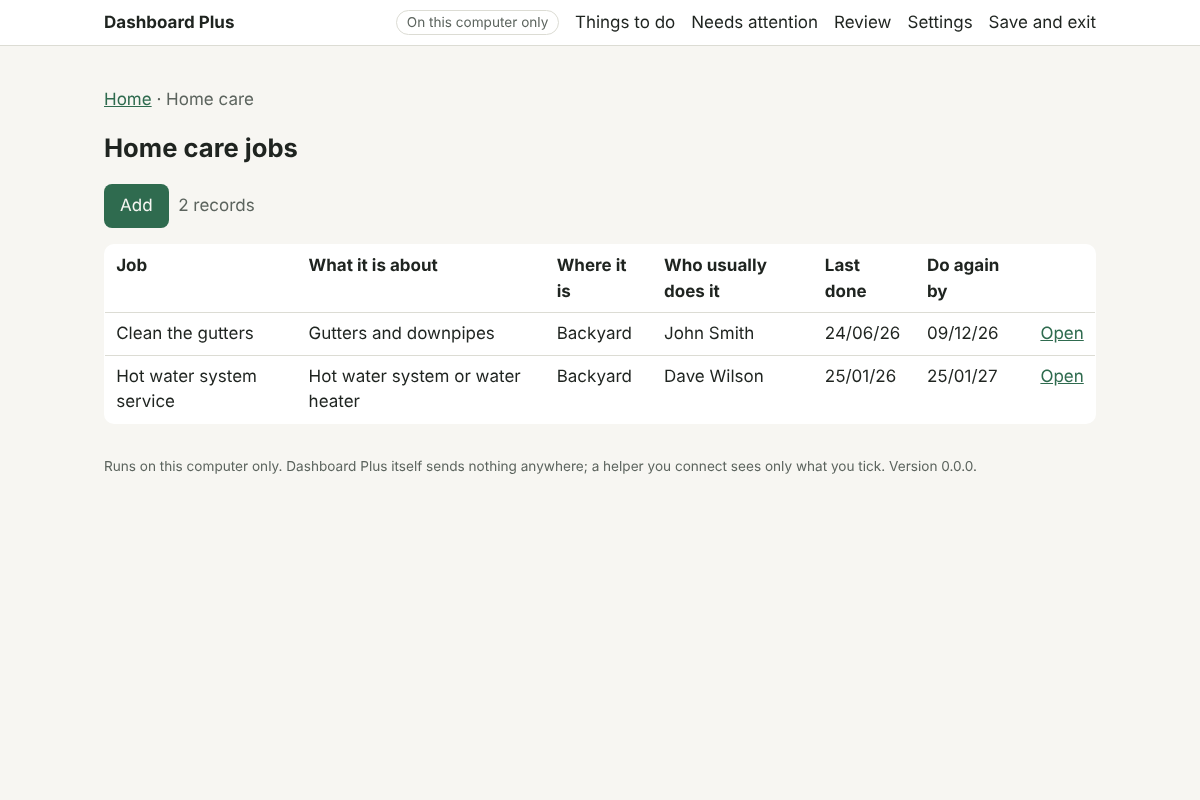 Dashboard Plus On this computer only Things to do Needs attention Review Settings Save and exit
Home · Home care
Home care jobs
Add 2 records
Job What it is about Where it is Who usually does it Last done Do again by
Clean the gutters Gutters and downpipes Backyard John Smith 24/06/26 09/12/26 Open
Hot water system service Hot water system or water heater Backyard Dave Wilson 25/01/26 25/01/27 Open
Runs on this computer only. Dashboard Plus itself sends nothing anywhere; a helper you connect sees only what you tick. Version 0.0.0.